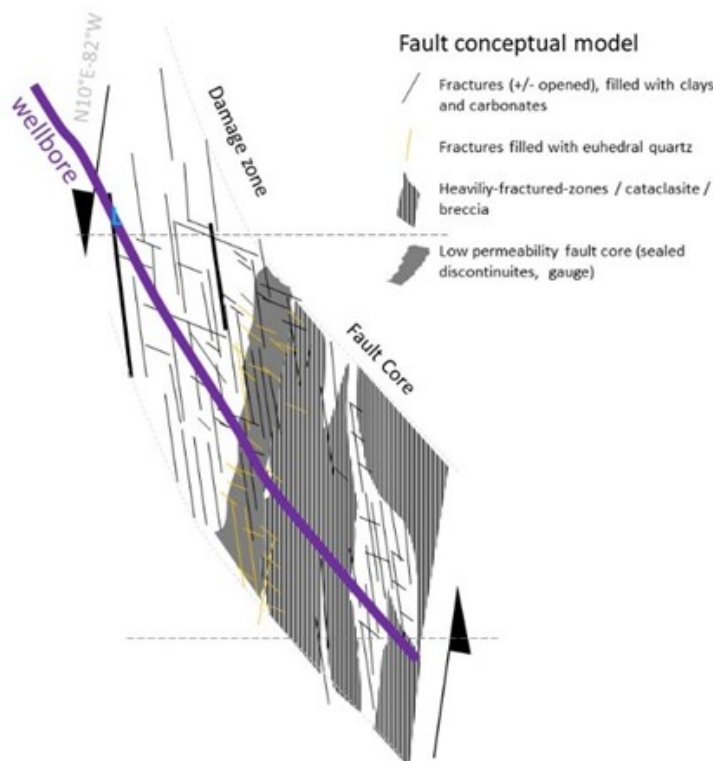 Fault conceptual model
Fractures (+/- opened), filled with clays
and carbonates
Fractures filled with euhedral quartz
Heaviliy-fractured-zones / cataclasite /
breccia
Low permeability fault core (sealed
discontinuites, gauge)
N10°E-82°W
wellbore
Damage zone
Fault Core